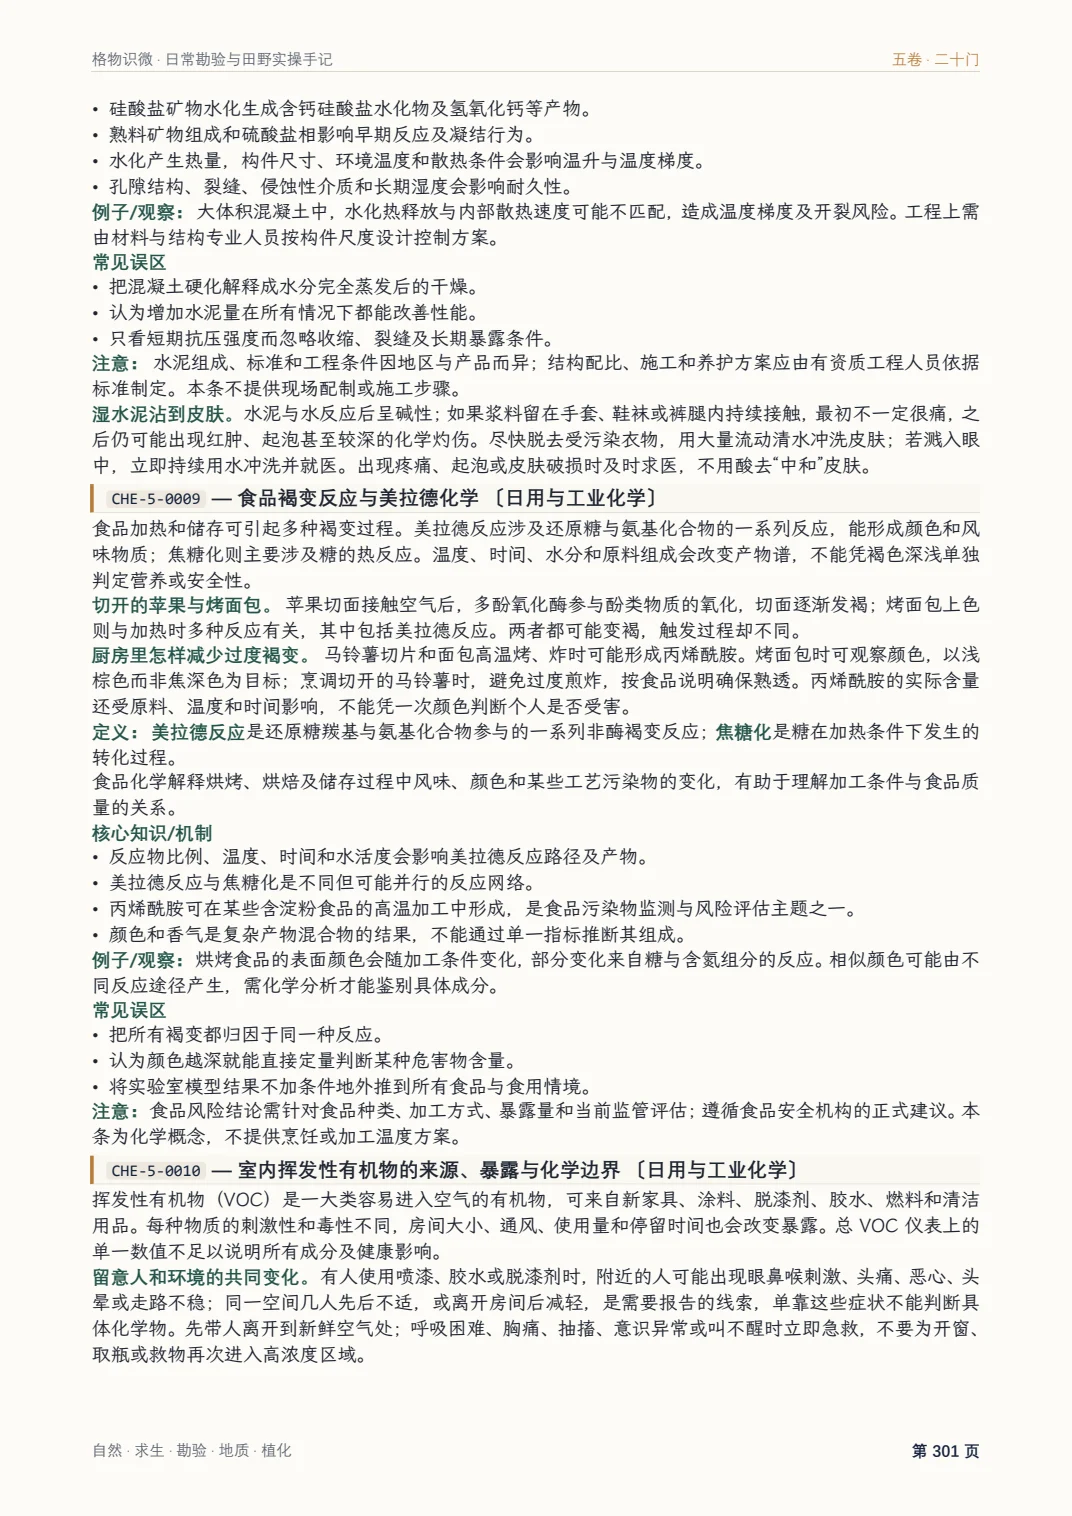 格物识微 · 日常勘验与田野实操手记
五卷 · 二十门
• 硅酸盐矿物水化生成含钙硅酸盐水化物及氢氧化钙等产物。
• 熟料矿物组成和硫酸盐相影响早期反应及凝结行为。
• 水化产生热量，构件尺寸、环境温度和散热条件会影响温升与温度梯度。
• 孔隙结构、裂缝、侵蚀性介质和长期湿度会影响耐久性。
例子/观察：大体积混凝土中，水化热释放与内部散热速度可能不匹配，造成温度梯度及开裂风险。工程上需
由材料与结构专业人员按构件尺度设计控制方案。
常见误区
• 把混凝土硬化解释成水分完全蒸发后的干燥。
• 认为增加水泥量在所有情况下都能改善性能。
• 只看短期抗压强度而忽略收缩、裂缝及长期暴露条件。
注意：水泥组成、标准和工程条件因地区与产品而异；结构配比、施工和养护方案应由有资质工程人员依据
标准制定。本条不提供现场配制或施工步骤。
湿水泥沾到皮肤。水泥与水反应后呈碱性；如果浆料留在手套、鞋袜或裤腿内持续接触，最初不一定很痛，之
后仍可能出现红肿、起泡甚至较深的化学灼伤。尽快脱去受污染衣物，用大量流动清水冲洗皮肤；若溅入眼
中，立即持续用水冲洗并就医。出现疼痛、起泡或皮肤破损时及时求医，不用酸去“中和”皮肤。
CHE-5-0009 — 食品褐变反应与美拉德化学 〔日用与工业化学〕
食品加热和储存可引起多种褐变过程。美拉德反应涉及还原糖与氨基化合物的一系列反应，能形成颜色和风
味物质；焦糖化则主要涉及糖的热反应。温度、时间、水分和原料组成会改变产物谱，不能凭褐色深浅单独
判定营养或安全性。
切开的苹果与烤面包。苹果切面接触空气后，多酚氧化酶参与酚类物质的氧化，切面逐渐发褐；烤面包上色
则与加热时多种反应有关，其中包括美拉德反应。两者都可能变褐，触发过程却不同。
厨房里怎样减少过度褐变。马铃薯切片和面包高温烤、炸时可能形成丙烯酰胺。烤面包时可观察颜色，以浅
棕色而非焦深色为目标；烹调切开的马铃薯时，避免过度煎炸，按食品说明确保熟透。丙烯酰胺的实际含量
还受原料、温度和时间影响，不能凭一次颜色判断个人是否受害。
定义：美拉德反应是还原糖羰基与氨基化合物参与的一系列非酶褐变反应；焦糖化是糖在加热条件下发生的
转化过程。
食品化学解释烘烤、烘焙及储存过程中风味、颜色和某些工艺污染物的变化，有助于理解加工条件与食品质
量的关系。
核心知识/机制
• 反应物比例、温度、时间和水活度会影响美拉德反应路径及产物。
• 美拉德反应与焦糖化是不同但可能并行的反应网络。
• 丙烯酰胺可在某些含淀粉食品的高温加工中形成，是食品污染物监测与风险评估主题之一。
• 颜色和香气是复杂产物混合物的结果，不能通过单一指标推断其组成。
例子/观察：烘烤食品的表面颜色会随加工条件变化，部分变化来自糖与含氮组分的反应。相似颜色可能由不
同反应途径产生，需化学分析才能鉴别具体成分。
常见误区
• 把所有褐变都归因于同一种反应。
• 认为颜色越深就能直接定量判断某种危害物含量。
• 将实验室模型结果不加条件地外推到所有食品与食用情境。
注意：食品风险结论需针对食品种类、加工方式、暴露量和当前监管评估；遵循食品安全机构的正式建议。本
条为化学概念，不提供烹饪或加工温度方案。
CHE-5-0010 — 室内挥发性有机物的来源、暴露与化学边界 〔日用与工业化学〕
挥发性有机物（VOC）是一大类容易进入空气的有机物，可来自新家具、涂料、脱漆剂、胶水、燃料和清洁
用品。每种物质的刺激性和毒性不同，房间大小、通风、使用量和停留时间也会改变暴露。总 VOC 仪表上的
单一数值不足以说明所有成分及健康影响。
留意人和环境的共同变化。有人使用喷漆、胶水或脱漆剂时，附近的人可能出现眼鼻喉刺激、头痛、恶心、头
晕或走路不稳；同一空间几人先后不适，或离开房间后减轻，是需要报告的线索，单靠这些症状不能判断具
体化学物。先带人离开到新鲜空气处；呼吸困难、胸痛、抽搐、意识异常或叫不醒时立即急救，不要为开窗、
取瓶或救物再次进入高浓度区域。
自然 · 求生 · 勘验 · 地质 · 植化
第 301 页